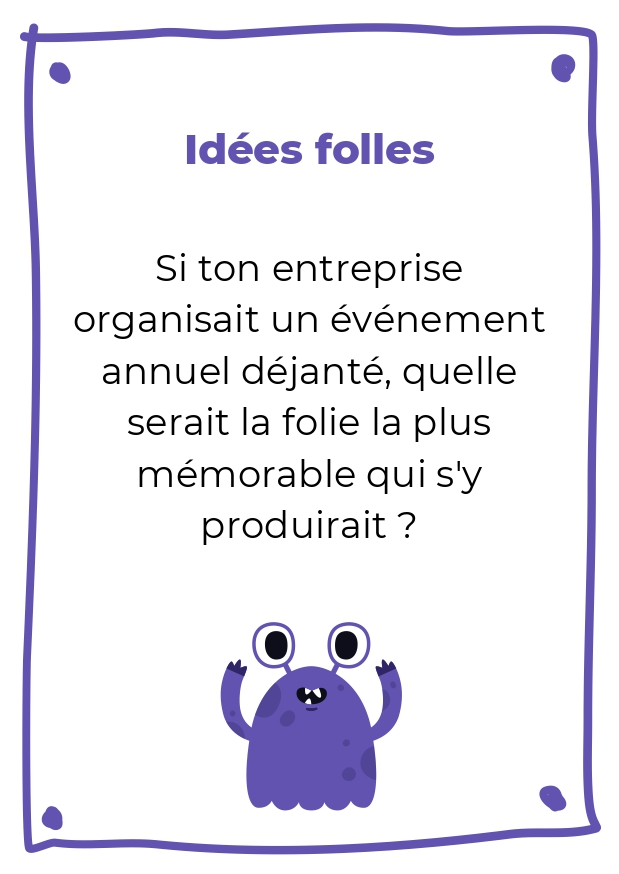 Idées folles
Si ton entreprise
organisait un événement
annuel déjanté, quelle
serait la folie la plus
mémorable qui s'y
produirait ?